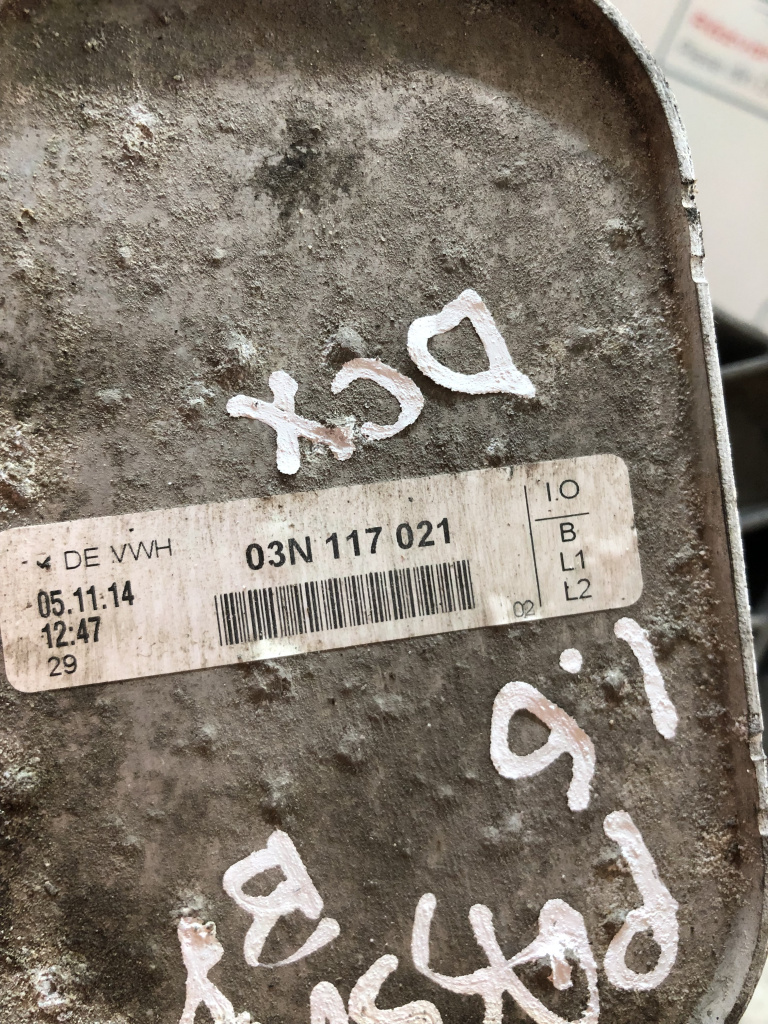 DCX
DE VWH
03N 117 021
05.11.14
12:47
29
02
I.O
B
L1
L2
1.6